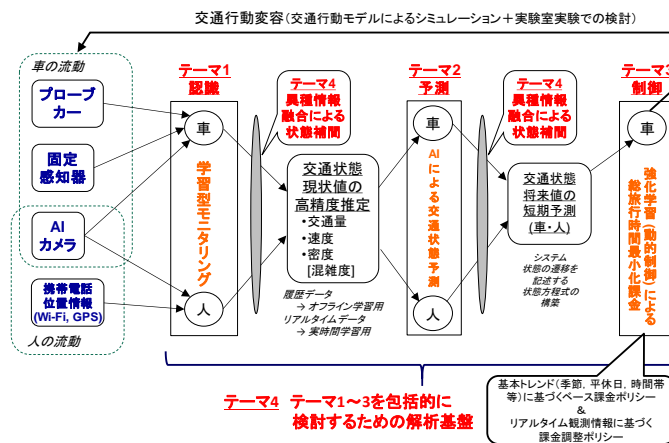 交通行動変容(交通行動モデルによるシミュレーション＋実験室実験での検討)
車の流動
プローブ
カー
固定
感知器
AI
カメラ
携帯電話
位置情報
(Wi-Fi, GPS)
人の流動
テーマ1
認識
車
学習型モニタリング
人
テーマ4
異種情報
融合による
状態補間
交通状態
現状値の
高精度推定
・交通量
・速度
・密度
[混雑度]
履歴データ
→ オフライン学習用
リアルタイムデータ
→ 実時間学習用
テーマ2
予測
車
AIによる交通状態予測
人
テーマ4
異種情報
融合による
状態補間
交通状態
将来値の
短期予測
(車・人)
システム
状態の遷移を
記述する
状態方程式の
構築
テーマ3
制御
車
強化学習(動的制御)による
総旅行時間最小化課金
テーマ4 テーマ1～3を包括的に
検討するための解析基盤
基本トレンド(季節, 平休日, 時間帯
等)に基づくベース課金ポリシー
&
リアルタイム観測情報に基づく
課金調整ポリシー